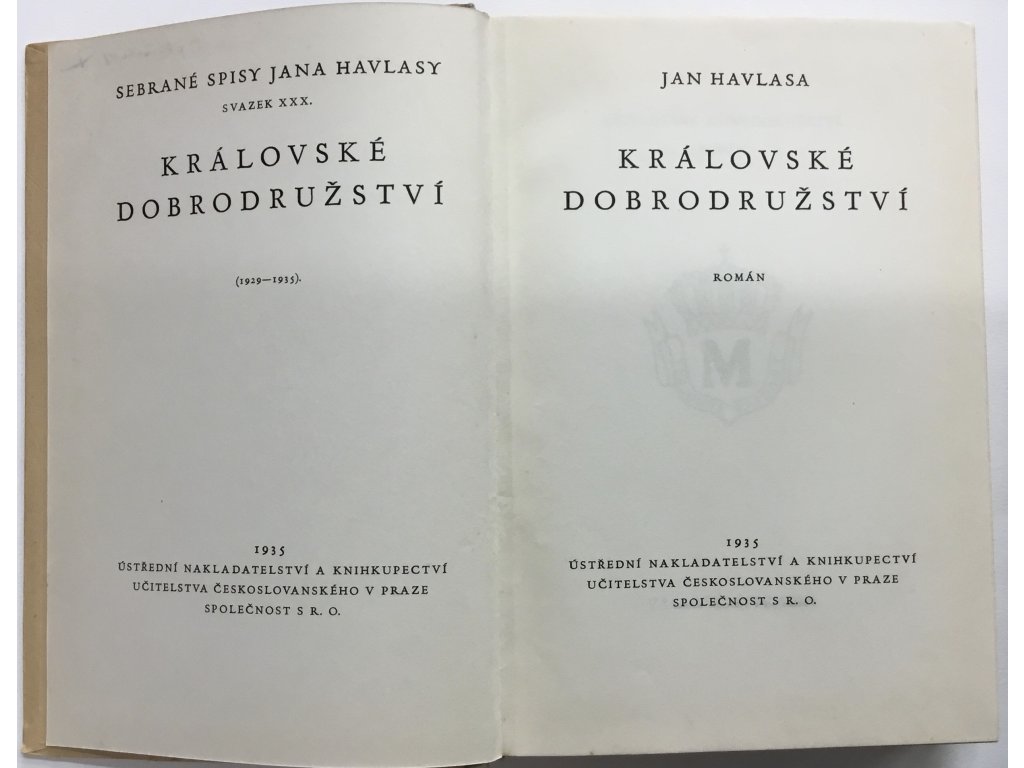 SEBRANÉ SPISY JANA HAVLASY
SVAZEK XXX.
KRÁLOVSKÉ
DOBRODRUŽSTVÍ
(1929—1935).
1935
ÚSTŘEDNÍ NAKLADATELSTVÍ A KNIHKUPECTVÍ
UČITELSTVA ČESKOSLOVANSKÉHO V PRAZE
SPOLEČNOST S R. O.
JAN HAVLASA
KRÁLOVSKÉ
DOBRODRUŽSTVÍ
ROMÁN
M
1935
ÚSTŘEDNÍ NAKLADATELSTVÍ A KNIHKUPECTVÍ
UČITELSTVA ČESKOSLOVANSKÉHO V PRAZE
SPOLEČNOST S R. O.